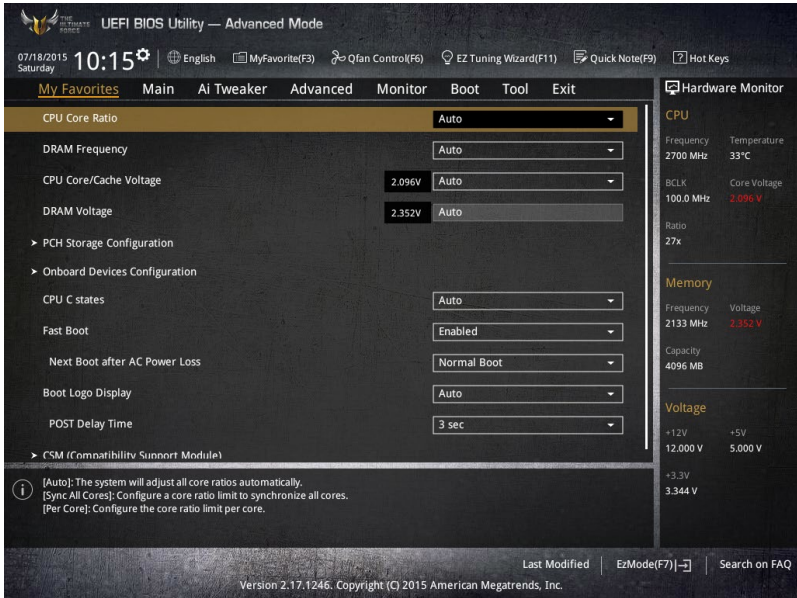 THE ULTIMATE FORCE
UEFI BIOS Utility — Advanced Mode
07/18/2015
Saturday
10:15
English
MyFavorite(F3)
Qfan Control(F6)
EZ Tuning Wizard(F11)
Quick Note(F9)
? Hot Keys
My Favorites
Main
Ai Tweaker
Advanced
Monitor
Boot
Tool
Exit
CPU Core Ratio
Auto
DRAM Frequency
Auto
CPU Core/Cache Voltage
2.096V
Auto
DRAM Voltage
2.352V
Auto
> PCH Storage Configuration
> Onboard Devices Configuration
CPU C states
Auto
Fast Boot
Enabled
Next Boot after AC Power Loss
Normal Boot
Boot Logo Display
Auto
POST Delay Time
3 sec
> CSM (Compatibility Support Module)
[Auto]: The system will adjust all core ratios automatically.
[Sync All Cores]: Configure a core ratio limit to synchronize all cores.
[Per Core]: Configure the core ratio limit per core.
Hardware Monitor
CPU
Frequency Temperature
2700 MHz 33°C
BCLK Core Voltage
100.0 MHz 2.096 V
Ratio
27x
Memory
Frequency Voltage
2133 MHz 2.352 V
Capacity
4096 MB
Voltage
+12V +5V
12.000 V 5.000 V
+3.3V
3.344 V
Last Modified
EzMode(F7)
Search on FAQ
Version 2.17.1246. Copyright (C) 2015 American Megatrends, Inc.